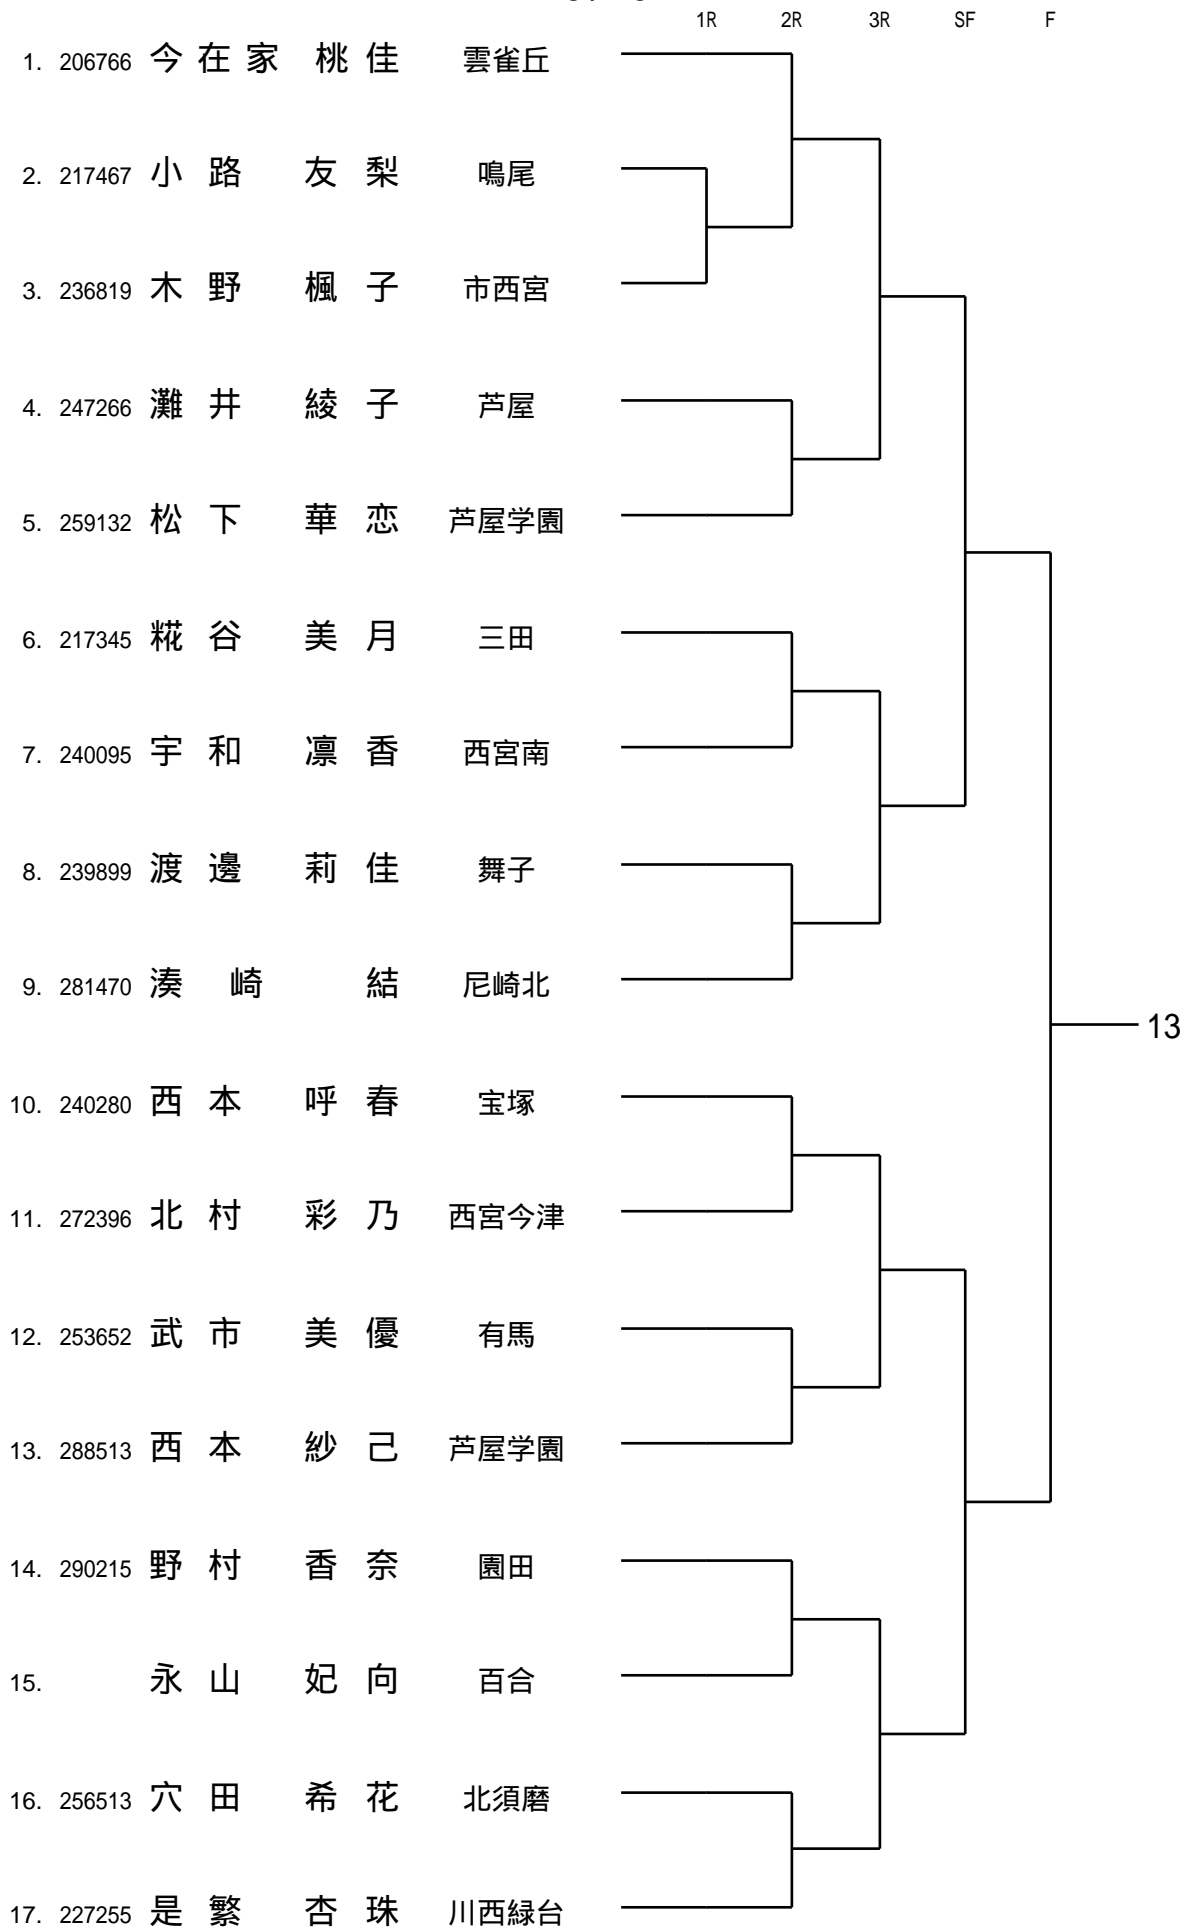 1R 2R 3R SF F
1. 206766 今在家 桃佳 雲雀丘
2. 217467 小路 友梨 鳴尾
3. 236819 木野 楓子 市西宮
4. 247266 灘井 綾子 芦屋
5. 259132 松下 華恋 芦屋学園
6. 217345 糀谷 美月 三田
7. 240095 宇和 凛香 西宮南
8. 239899 渡邊 莉佳 舞子
9. 281470 湊崎 結 尼崎北
13
10. 240280 西本 呼春 宝塚
11. 272396 北村 彩乃 西宮今津
12. 253652 武市 美優 有馬
13. 288513 西本 紗己 芦屋学園
14. 290215 野村 香奈 園田
15. 永山 妃向 百合
16. 256513 穴田 希花 北須磨
17. 227255 是繁 杏珠 川西緑台